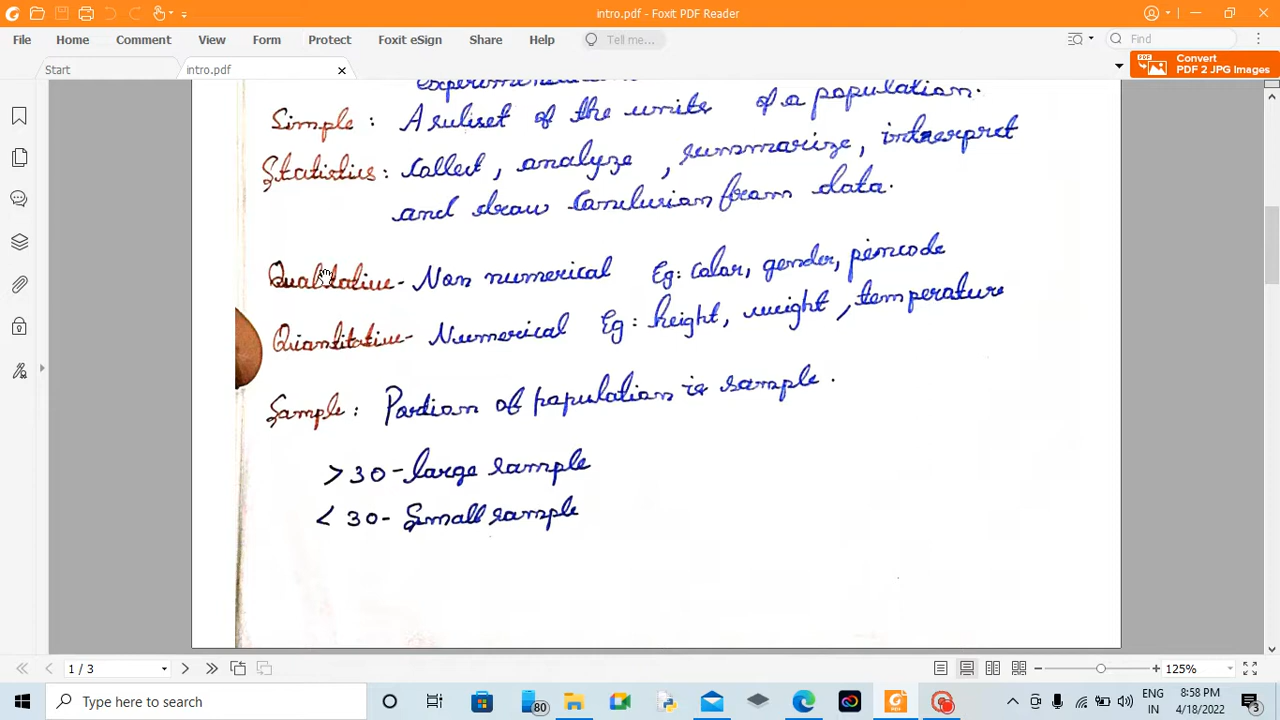 intro.pdf - Foxit PDF Reader
File Home Comment View Form Protect Foxit eSign Share Help Tell me... Find
Start intro.pdf Convert PDF 2 JPG Images
Simple : A subset of the units of a population.
Statistics : Collect, analyze, summarize, interpret
and draw Conclusion from data.
Qualitative - Non numerical Eg: Color, gender, pincode
Quantitative - Numerical Eg: height, weight, temperature
Sample : Portion of population is sample.
> 30 - large sample
< 30 - Small sample
1 / 3 125%
Type here to search 80 ENG IN 8:58 PM 4/18/2022 3